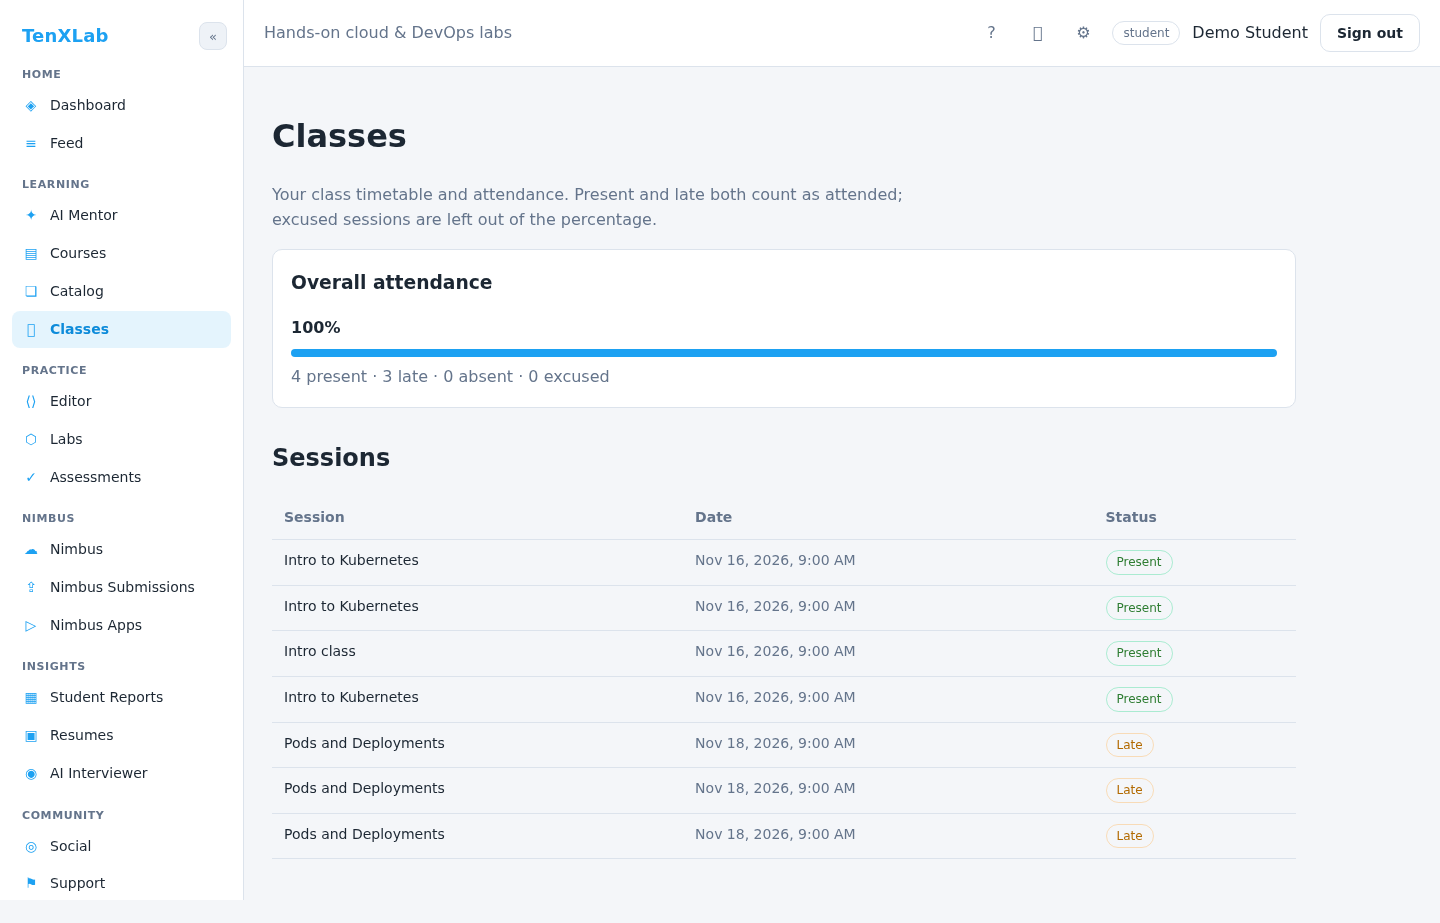 TenXLab
«
HOME
Dashboard
Feed
LEARNING
AI Mentor
Courses
Catalog
Classes
PRACTICE
Editor
Labs
Assessments
NIMBUS
Nimbus
Nimbus Submissions
Nimbus Apps
INSIGHTS
Student Reports
Resumes
AI Interviewer
COMMUNITY
Social
Support
Hands-on cloud & DevOps labs
?
student
Demo Student
Sign out
Classes
Your class timetable and attendance. Present and late both count as attended;
excused sessions are left out of the percentage.
Overall attendance
100%
4 present · 3 late · 0 absent · 0 excused
Sessions
Session Date Status
Intro to Kubernetes Nov 16, 2026, 9:00 AM Present
Intro to Kubernetes Nov 16, 2026, 9:00 AM Present
Intro class Nov 16, 2026, 9:00 AM Present
Intro to Kubernetes Nov 16, 2026, 9:00 AM Present
Pods and Deployments Nov 18, 2026, 9:00 AM Late
Pods and Deployments Nov 18, 2026, 9:00 AM Late
Pods and Deployments Nov 18, 2026, 9:00 AM Late